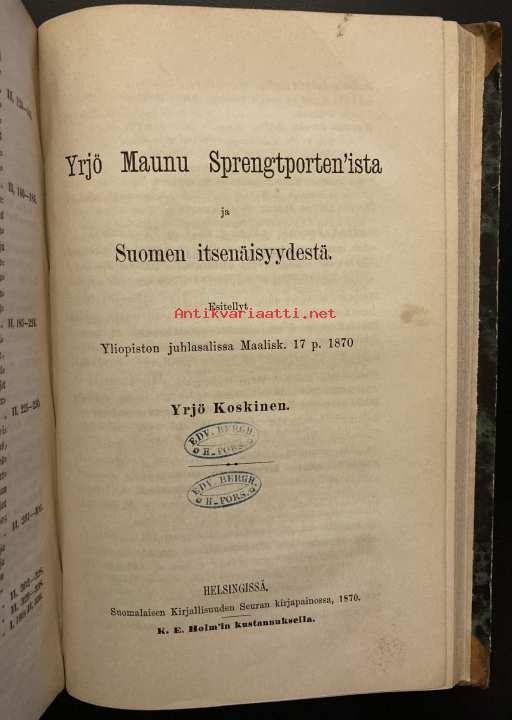 Yrjö Maunu Sprengtporten'ista
ja
Suomen itsenäisyydestä.
Esitellyt
Antikvariaatti.net
Yliopiston juhlasalissa Maalisk. 17 p. 1870
Yrjö Koskinen.
EDV. BERGH.
H-FORS.
EDV. BERGH.
H-FORS.
HELSINGISSÄ,
Suomalaisen Kirjallisuuden Seuran kirjapainossa, 1870.
K. E. Holm'in kustannuksella.